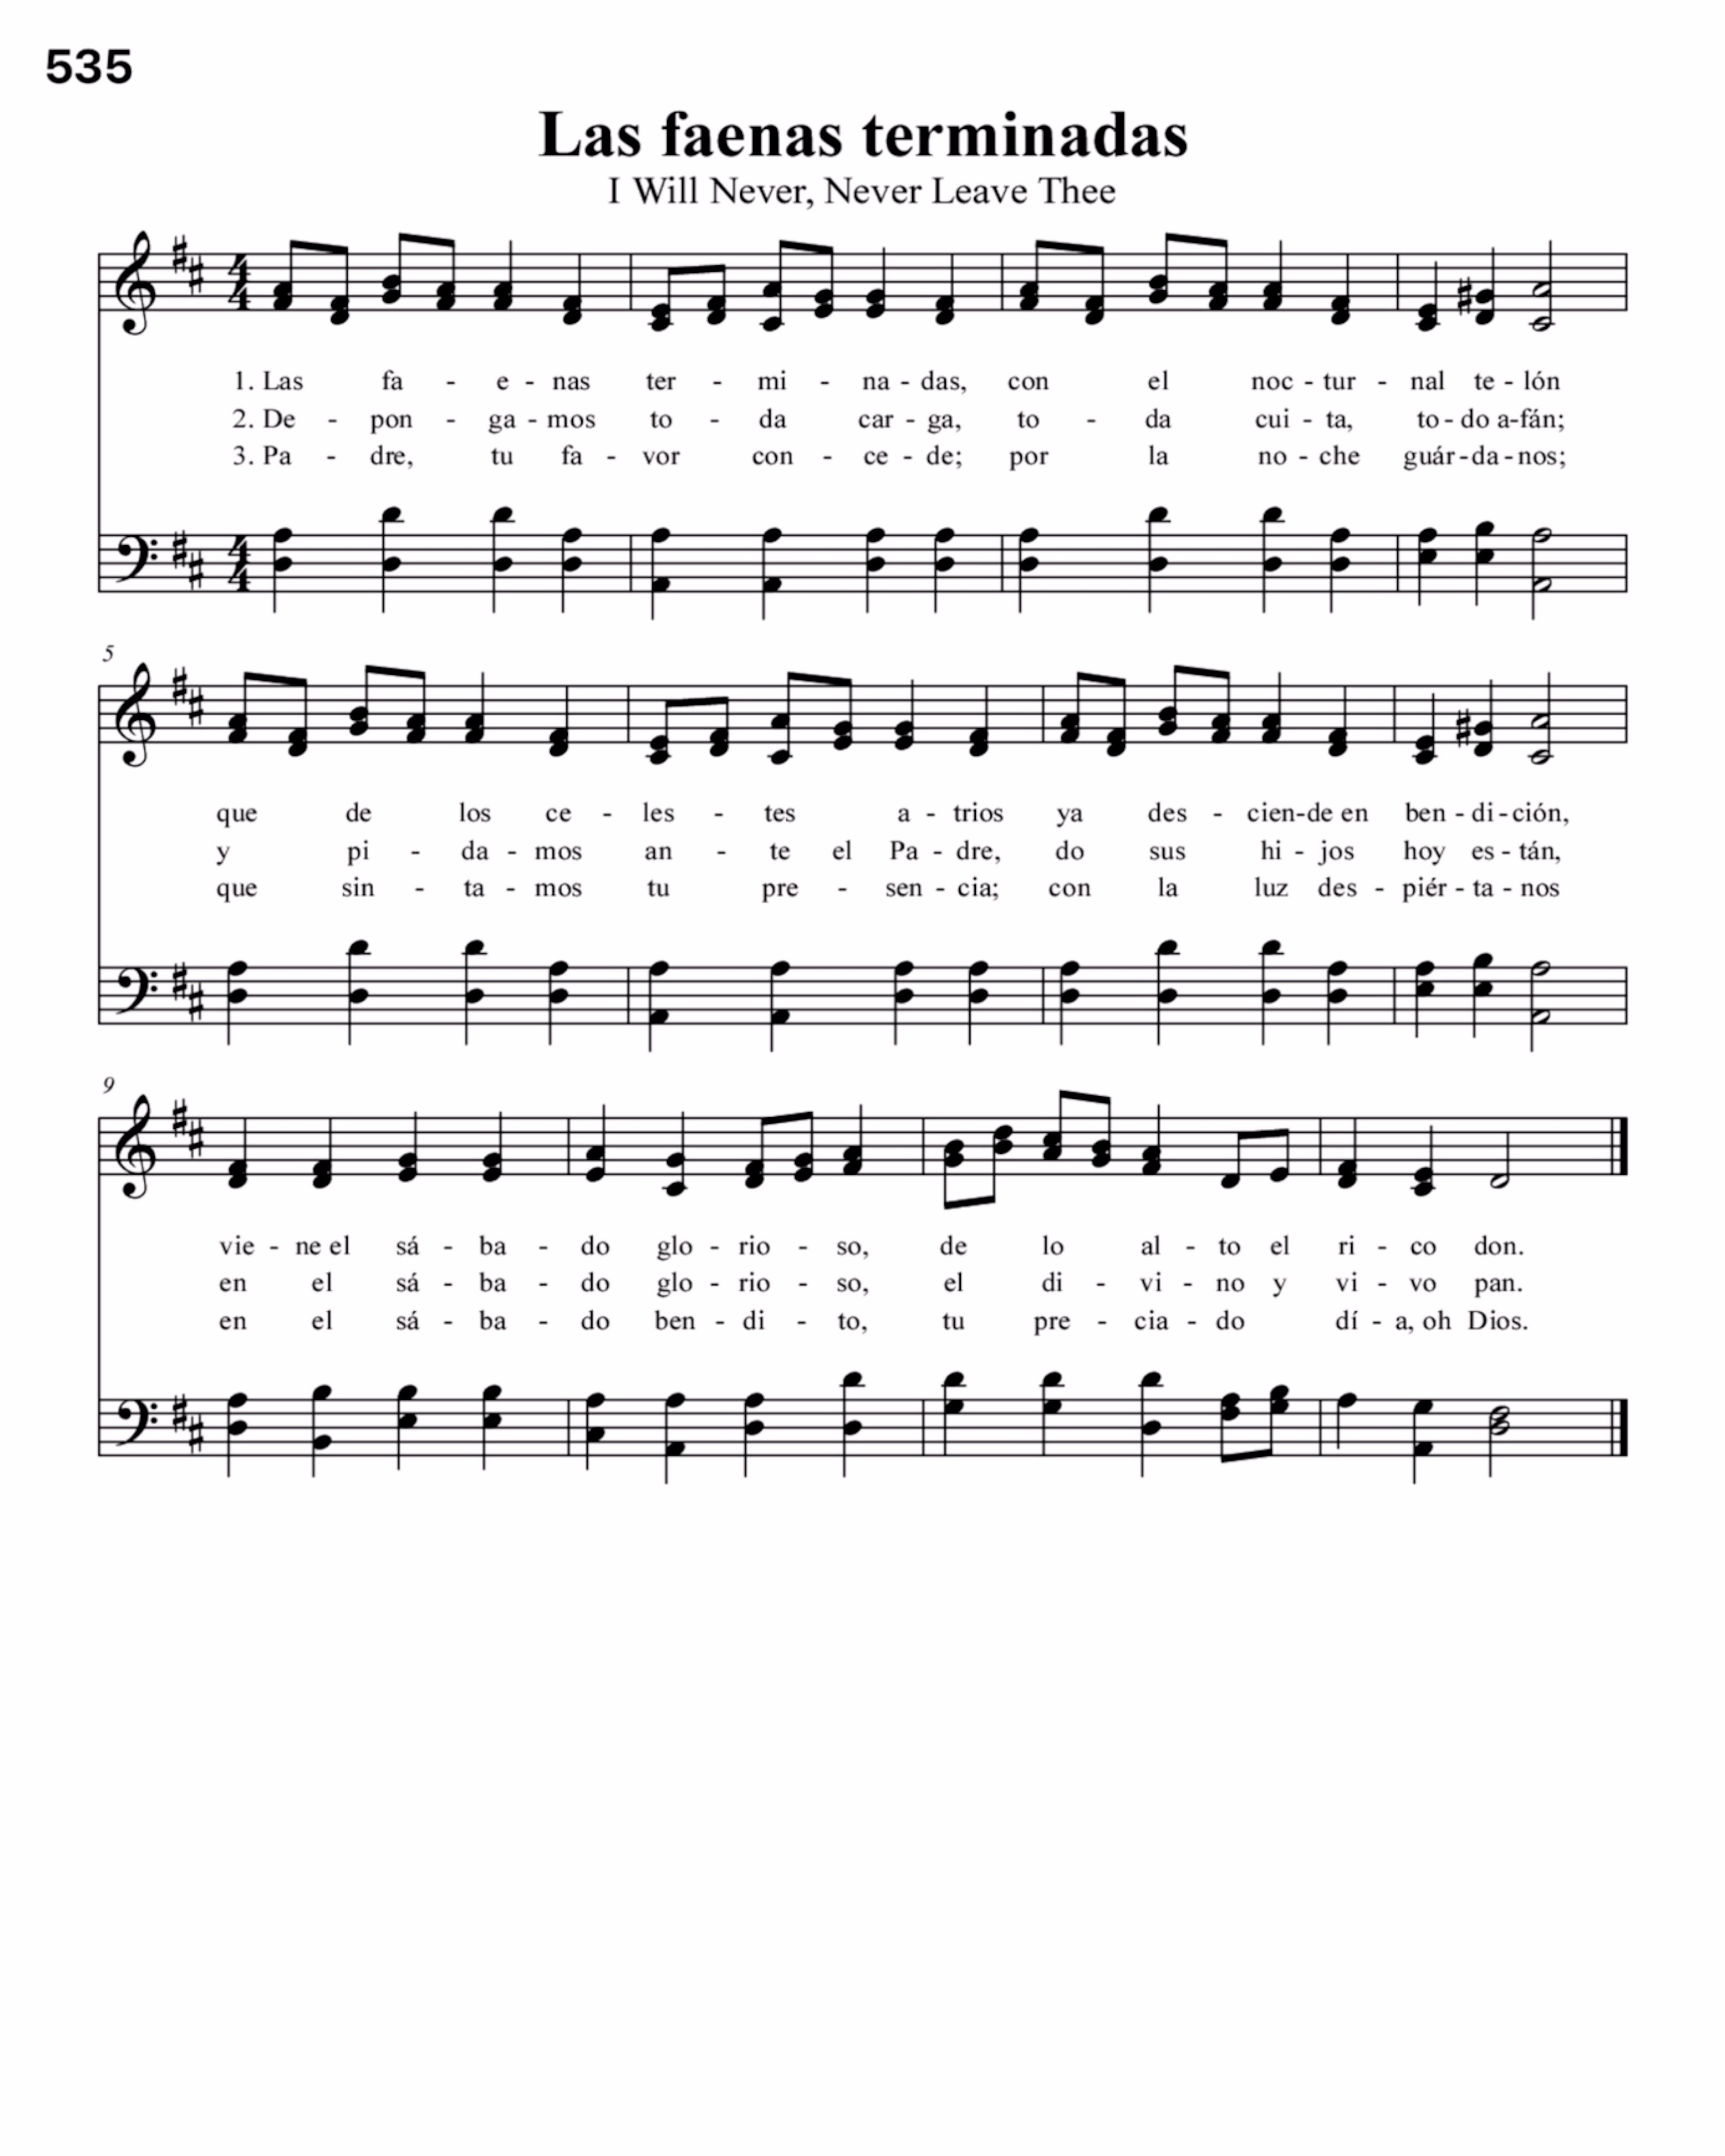 535
Las faenas terminadas
I Will Never, Never Leave Thee
4 4
1. Las fa - e - nas ter - mi - na - das, con el noc - tur - nal te - lón
2. De - pon - ga - mos to - da car - ga, to - da cui - ta, to - do a-fán;
3. Pa - dre, tu fa - vor con - ce - de; por la no - che guár - da - nos;
4 4
5
que de los ce - les - tes a - trios ya des - cien-de en ben - di - ción,
y pi - da - mos an - te el Pa - dre, do sus hi - jos hoy es - tán,
que sin - ta - mos tu pre - sen - cia; con la luz des - piér - ta - nos
9
vie - ne el sá - ba - do glo - rio - so, de lo al - to el ri - co don.
en el sá - ba - do glo - rio - so, el di - vi - no y vi - vo pan.
en el sá - ba - do ben - di - to, tu pre - cia - do dí - a, oh Dios.